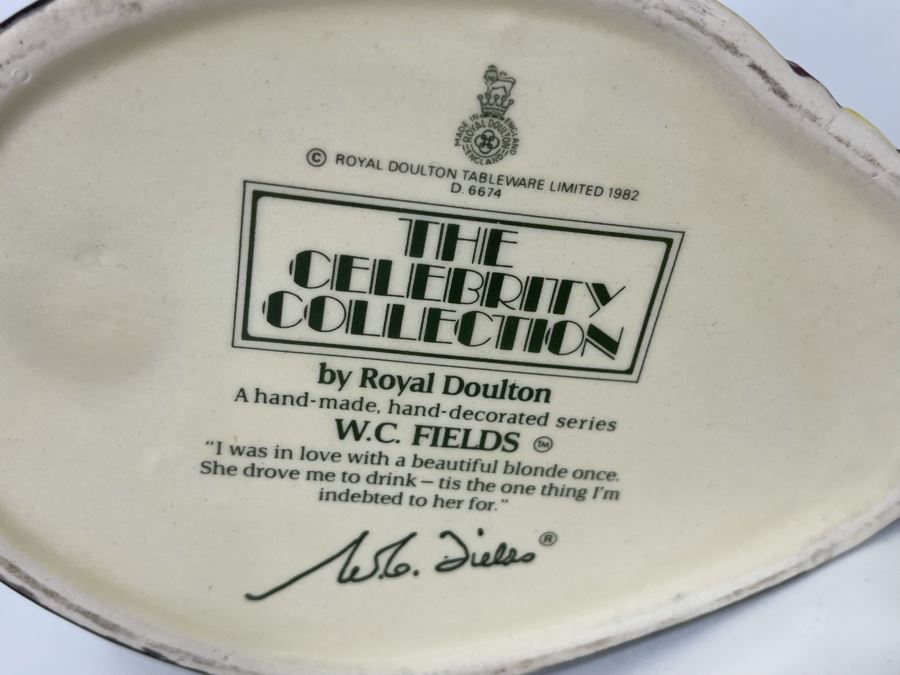 MADE IN ENGLAND
ROYAL DOULTON
ENGLAND
© ROYAL DOULTON TABLEWARE LIMITED 1982
D. 6674
THE
CELEBRITY
COLLECTION
by Royal Doulton
A hand-made, hand-decorated series
W.C. FIELDS ™
"I was in love with a beautiful blonde once.
She drove me to drink – tis the one thing I'm
indebted to her for."
W.C. Fields ®